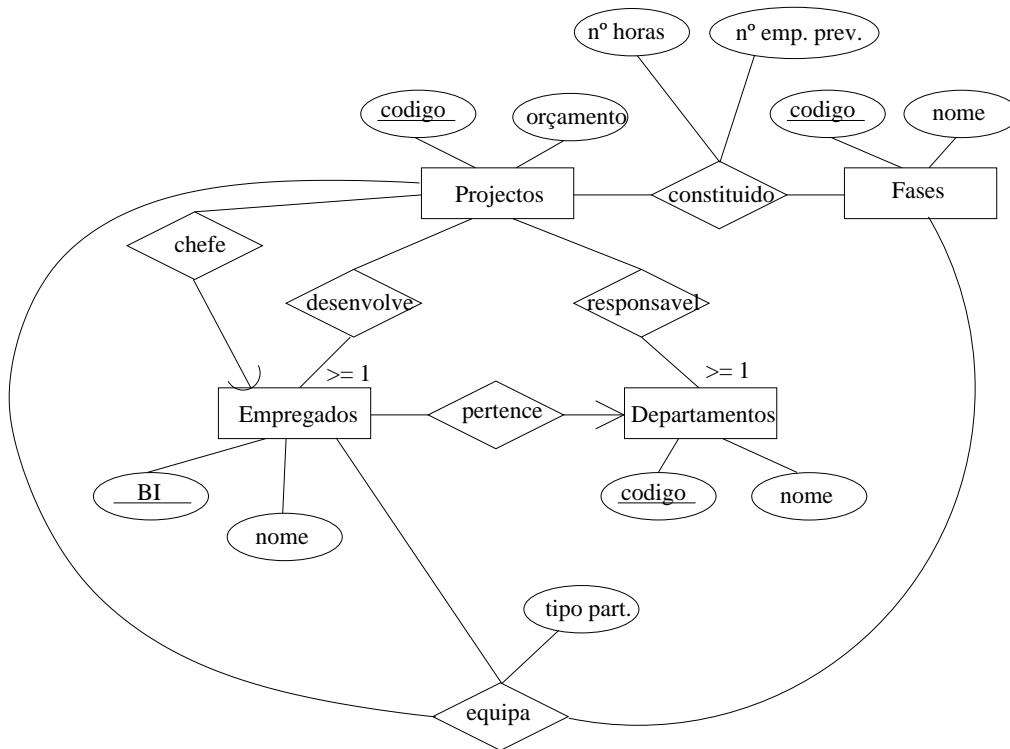 nº horas
nº emp. prev.
codigo
orçamento
codigo
nome
Projectos
constituido
Fases
chefe
desenvolve
responsavel
>= 1
>= 1
Empregados
pertence
Departamentos
BI
nome
codigo
nome
tipo part.
equipa